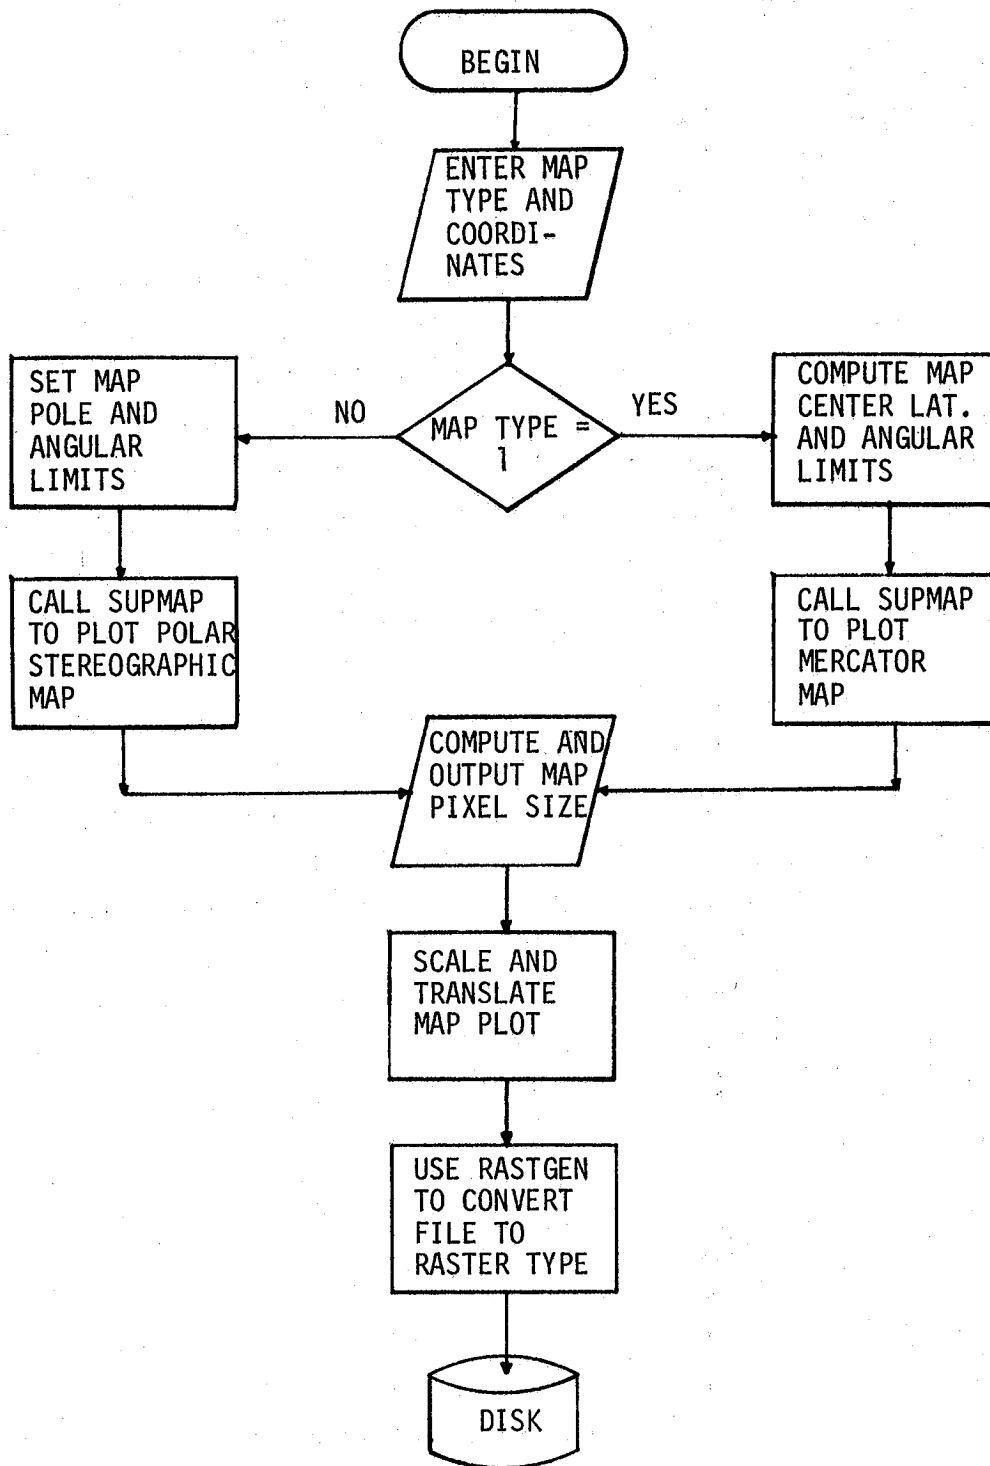 BEGIN
ENTER MAP
TYPE AND
COORDI-
NATES
MAP TYPE =
1
NO
YES
SET MAP
POLE AND
ANGULAR
LIMITS
COMPUTE MAP
CENTER LAT.
AND ANGULAR
LIMITS
CALL SUPMAP
TO PLOT POLAR
STEREOGRAPHIC
MAP
CALL SUPMAP
TO PLOT
MERCATOR
MAP
COMPUTE AND
OUTPUT MAP
PIXEL SIZE
SCALE AND
TRANSLATE
MAP PLOT
USE RASTGEN
TO CONVERT
FILE TO
RASTER TYPE
DISK